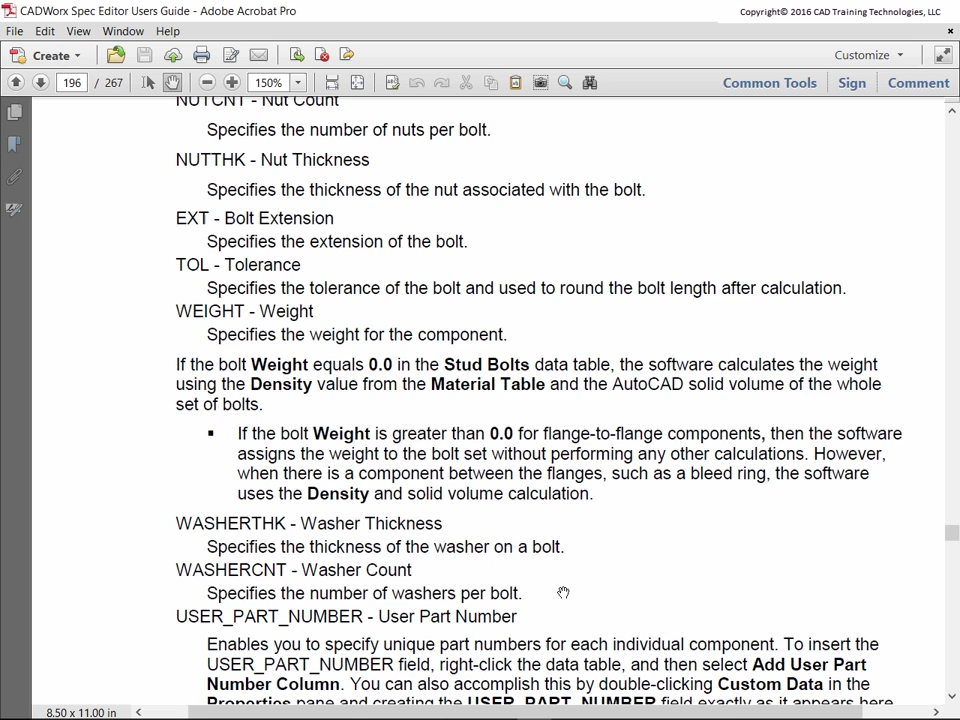 CADWorx Spec Editor Users Guide - Adobe Acrobat Pro
Copyright© 2016 CAD Training Technologies, LLC
File Edit View Window Help
Create Customize
196 / 267 150% Common Tools Sign Comment
NUTCNT - Nut Count
Specifies the number of nuts per bolt.
NUTTHK - Nut Thickness
Specifies the thickness of the nut associated with the bolt.
EXT - Bolt Extension
Specifies the extension of the bolt.
TOL - Tolerance
Specifies the tolerance of the bolt and used to round the bolt length after calculation.
WEIGHT - Weight
Specifies the weight for the component.
If the bolt Weight equals 0.0 in the Stud Bolts data table, the software calculates the weight
using the Density value from the Material Table and the AutoCAD solid volume of the whole
set of bolts.
▪ If the bolt Weight is greater than 0.0 for flange-to-flange components, then the software
assigns the weight to the bolt set without performing any other calculations. However,
when there is a component between the flanges, such as a bleed ring, the software
uses the Density and solid volume calculation.
WASHERTHK - Washer Thickness
Specifies the thickness of the washer on a bolt.
WASHERCNT - Washer Count
Specifies the number of washers per bolt.
USER_PART_NUMBER - User Part Number
Enables you to specify unique part numbers for each individual component. To insert the
USER_PART_NUMBER field, right-click the data table, and then select Add User Part
Number Column. You can also accomplish this by double-clicking Custom Data in the
Properties pane and creating the USER_PART_NUMBER field exactly as it appears here
8.50 x 11.00 in